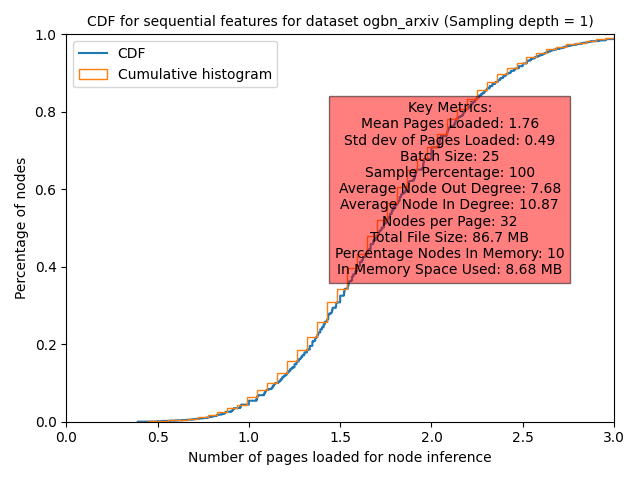 CDF for sequential features for dataset ogbn_arxiv (Sampling depth = 1)
CDF
Cumulative histogram
Key Metrics:
Mean Pages Loaded: 1.76
Std dev of Pages Loaded: 0.49
Batch Size: 25
Sample Percentage: 100
Average Node Out Degree: 7.68
Average Node In Degree: 10.87
Nodes per Page: 32
Total File Size: 86.7 MB
Percentage Nodes In Memory: 10
In Memory Space Used: 8.68 MB
Percentage of nodes
1.0
0.8
0.6
0.4
0.2
0.0
0.0 0.5 1.0 1.5 2.0 2.5 3.0
Number of pages loaded for node inference